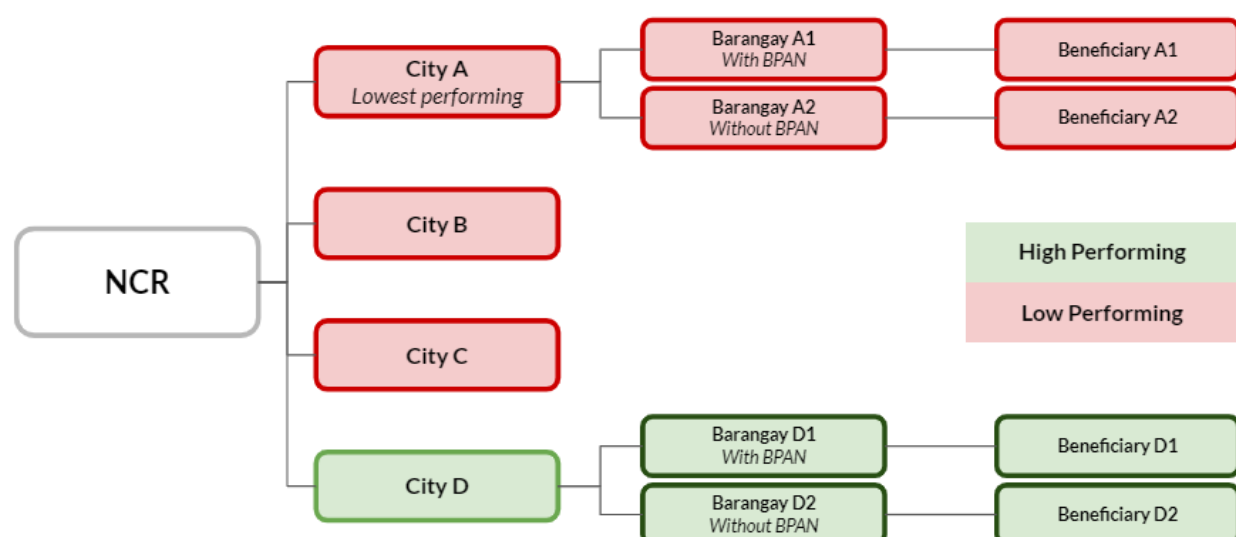 NCR
City A
Lowest performing
City B
City C
City D
Barangay A1
With BPAN
Barangay A2
Without BPAN
Barangay D1
With BPAN
Barangay D2
Without BPAN
Beneficiary A1
Beneficiary A2
High Performing
Low Performing
Beneficiary D1
Beneficiary D2